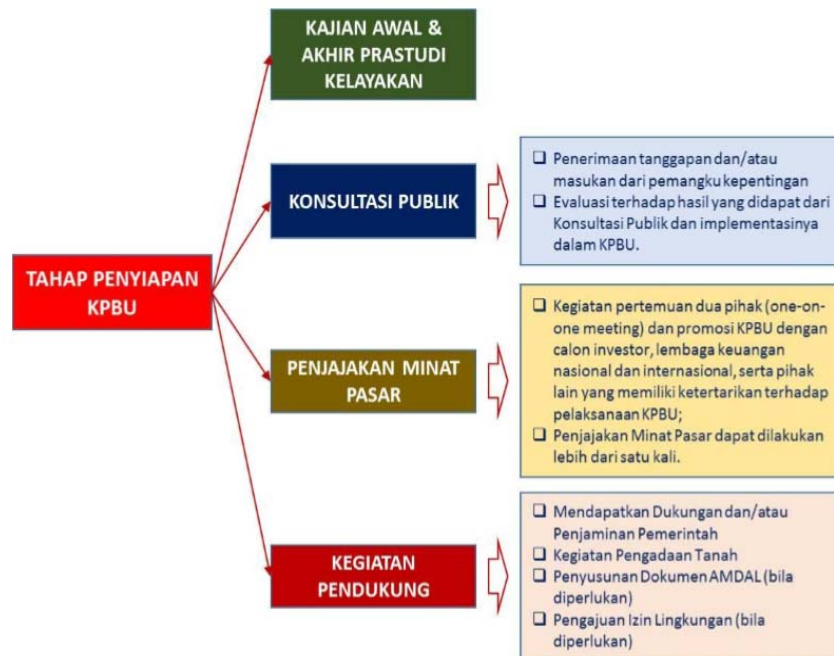 KAJIAN AWAL &
AKHIR PRASTUDI
KELAYAKAN
KONSULTASI PUBLIK
❑ Penerimaan tanggapan dan/atau
masukan dari pemangku kepentingan
❑ Evaluasi terhadap hasil yang didapat dari
Konsultasi Publik dan implementasinya
dalam KPBU.
TAHAP PENYIAPAN
KPBU
PENJAJAKAN MINAT
PASAR
❑ Kegiatan pertemuan dua pihak (one-on-
one meeting) dan promosi KPBU dengan
calon investor, lembaga keuangan
nasional dan internasional, serta pihak
lain yang memiliki ketertarikan terhadap
pelaksanaan KPBU;
❑ Penjajakan Minat Pasar dapat dilakukan
lebih dari satu kali.
KEGIATAN
PENDUKUNG
❑ Mendapatkan Dukungan dan/atau
Penjaminan Pemerintah
❑ Kegiatan Pengadaan Tanah
❑ Penyusunan Dokumen AMDAL (bila
diperlukan)
❑ Pengajuan Izin Lingkungan (bila
diperlukan)